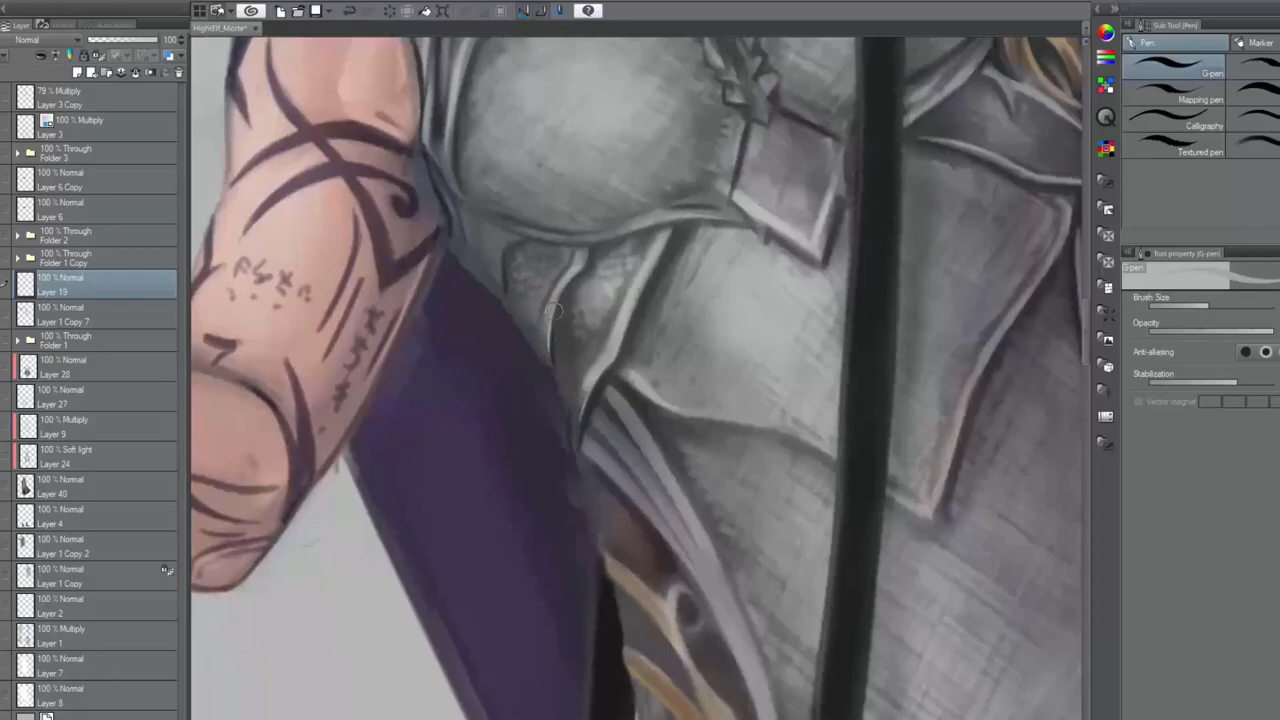 HightElf_Morte*
Layer
Normal
100
79 % Multiply
Layer 3 Copy
100 % Multiply
Layer 3
100 % Through
Folder 3
100 % Normal
Layer 6 Copy
100 % Normal
Layer 6
100 % Through
Folder 2
100 % Through
Folder 1 Copy
100 % Normal
Layer 19
100 % Normal
Layer 1 Copy 7
100 % Through
Folder 1
100 % Normal
Layer 28
100 % Normal
Layer 27
100 % Multiply
Layer 9
100 % Soft light
Layer 24
100 % Normal
Layer 40
100 % Normal
Layer 4
100 % Normal
Layer 1 Copy 2
100 % Normal
Layer 1 Copy
100 % Normal
Layer 2
100 % Multiply
Layer 1
100 % Normal
Layer 7
100 % Normal
Layer 8
Sub Tool (Pen)
Pen
Marker
G-pen
Mapping pen
Calligraphy
Textured pen
Tool property (G-pen)
G-pen
Brush Size
Opacity
Anti-aliasing
Stabilization
Vector magnet